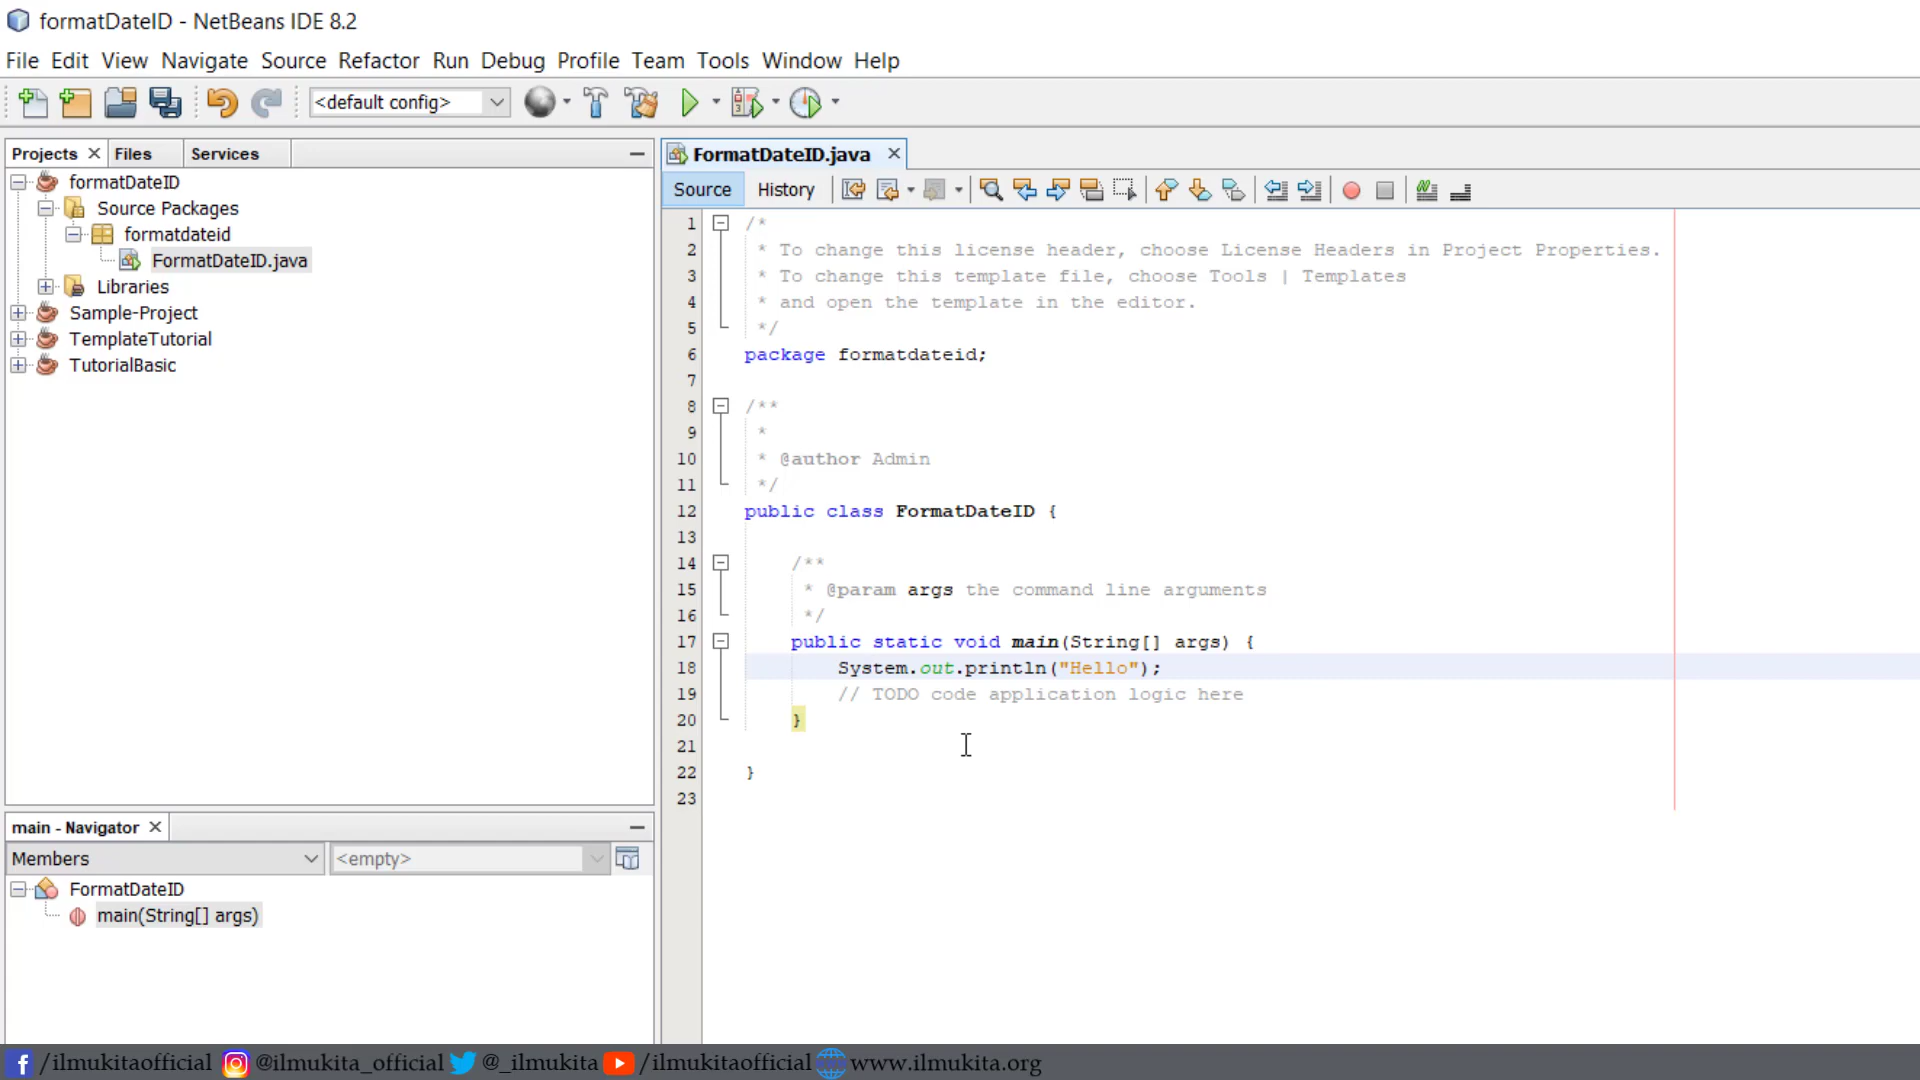 formatDateID - NetBeans IDE 8.2
File Edit View Navigate Source Refactor Run Debug Profile Team Tools Window Help
<default config>
Projects Files Services
formatDateID
Source Packages
formatdateid
FormatDateID.java
Libraries
Sample-Project
TemplateTutorial
TutorialBasic
main - Navigator
Members <empty>
FormatDateID
main(String[] args)
FormatDateID.java
Source History
1 /*
2 * To change this license header, choose License Headers in Project Properties.
3 * To change this template file, choose Tools | Templates
4 * and open the template in the editor.
5 */
6 package formatdateid;
7
8 /**
9 *
10 * @author Admin
11 */
12 public class FormatDateID {
13
14 /**
15 * @param args the command line arguments
16 */
17 public static void main(String[] args) {
18 System.out.println("Hello");
19 // TODO code application logic here
20 }
21
22 }
23
/ilmukitaofficial @ilmukita_official @_ilmukita /ilmukitaofficial www.ilmukita.org